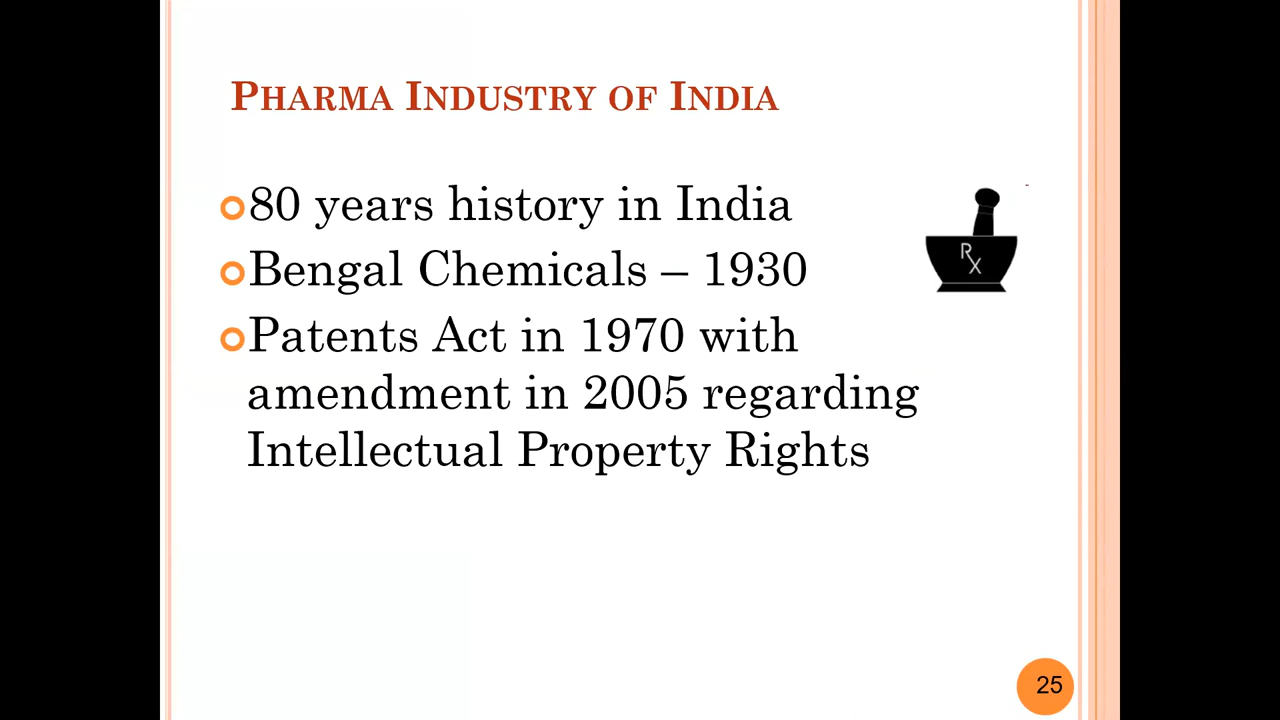 PHARMA INDUSTRY OF INDIA
80 years history in India
Bengal Chemicals – 1930
Patents Act in 1970 with
amendment in 2005 regarding
Intellectual Property Rights
Rx
25